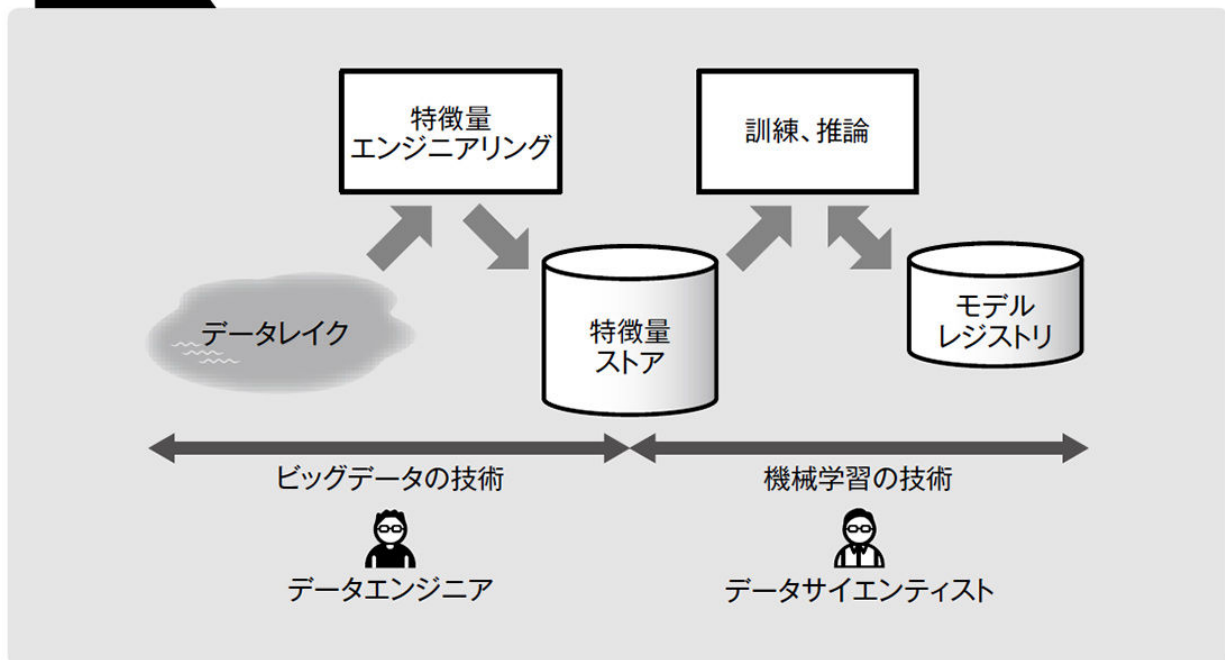 特徴量
エンジニアリング
訓練、推論
データレイク
特徴量
ストア
モデル
レジストリ
ビッグデータの技術
機械学習の技術
データエンジニア
データサイエンティスト